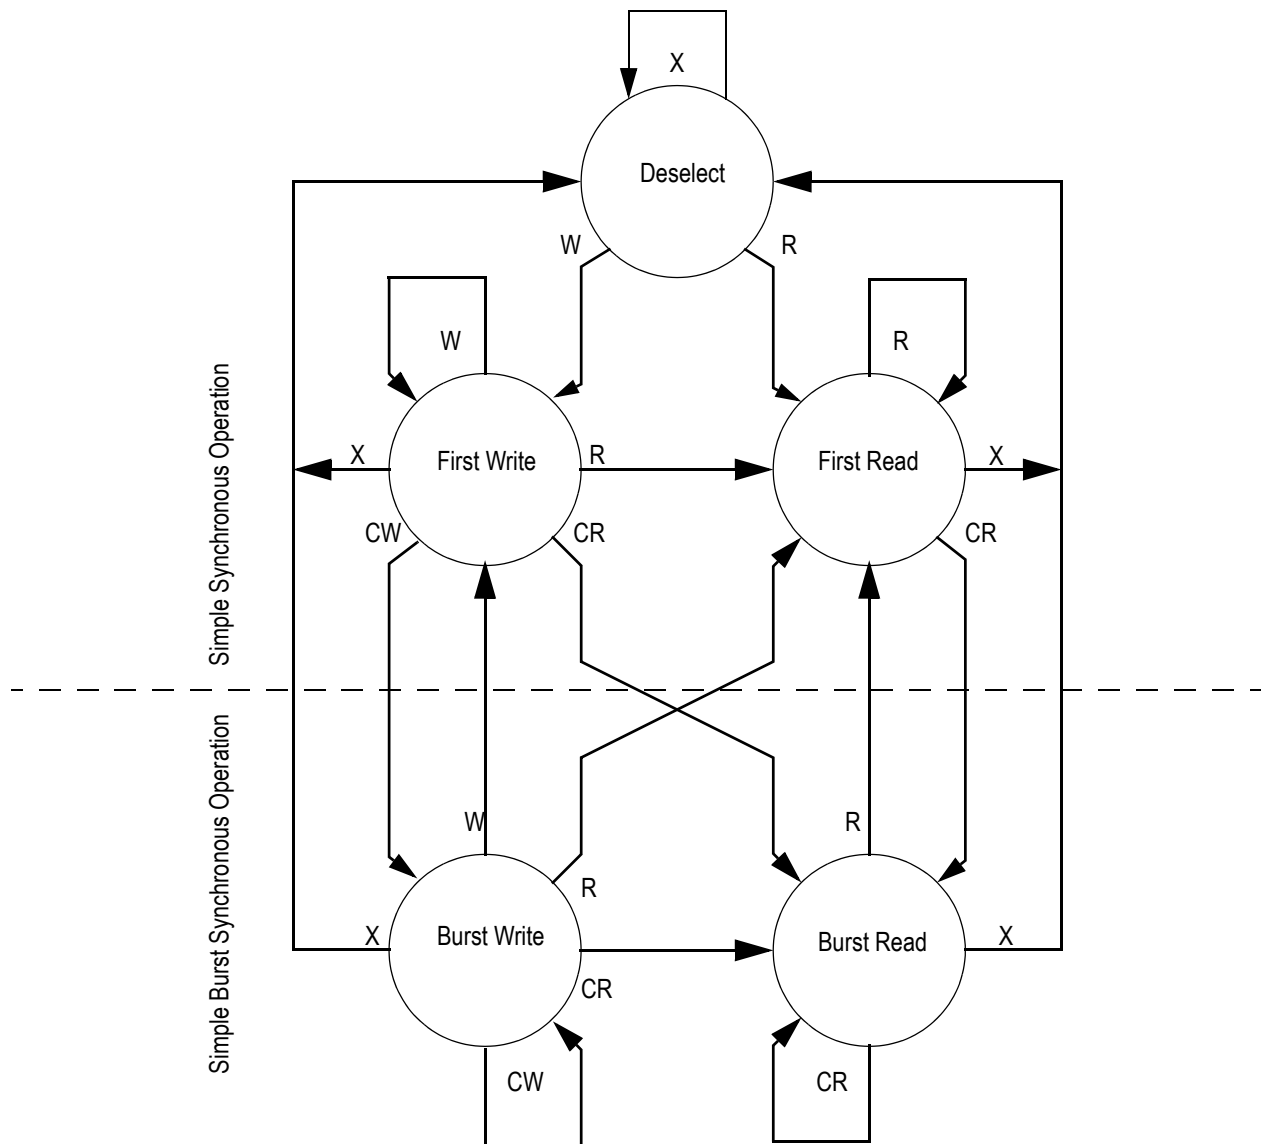 X
Deselect
W
R
W
R
Simple Synchronous Operation
X
First Write
R
First Read
X
CW
CR
CR
Simple Burst Synchronous Operation
W
R
R
X
Burst Write
Burst Read
X
CR
CW
CR